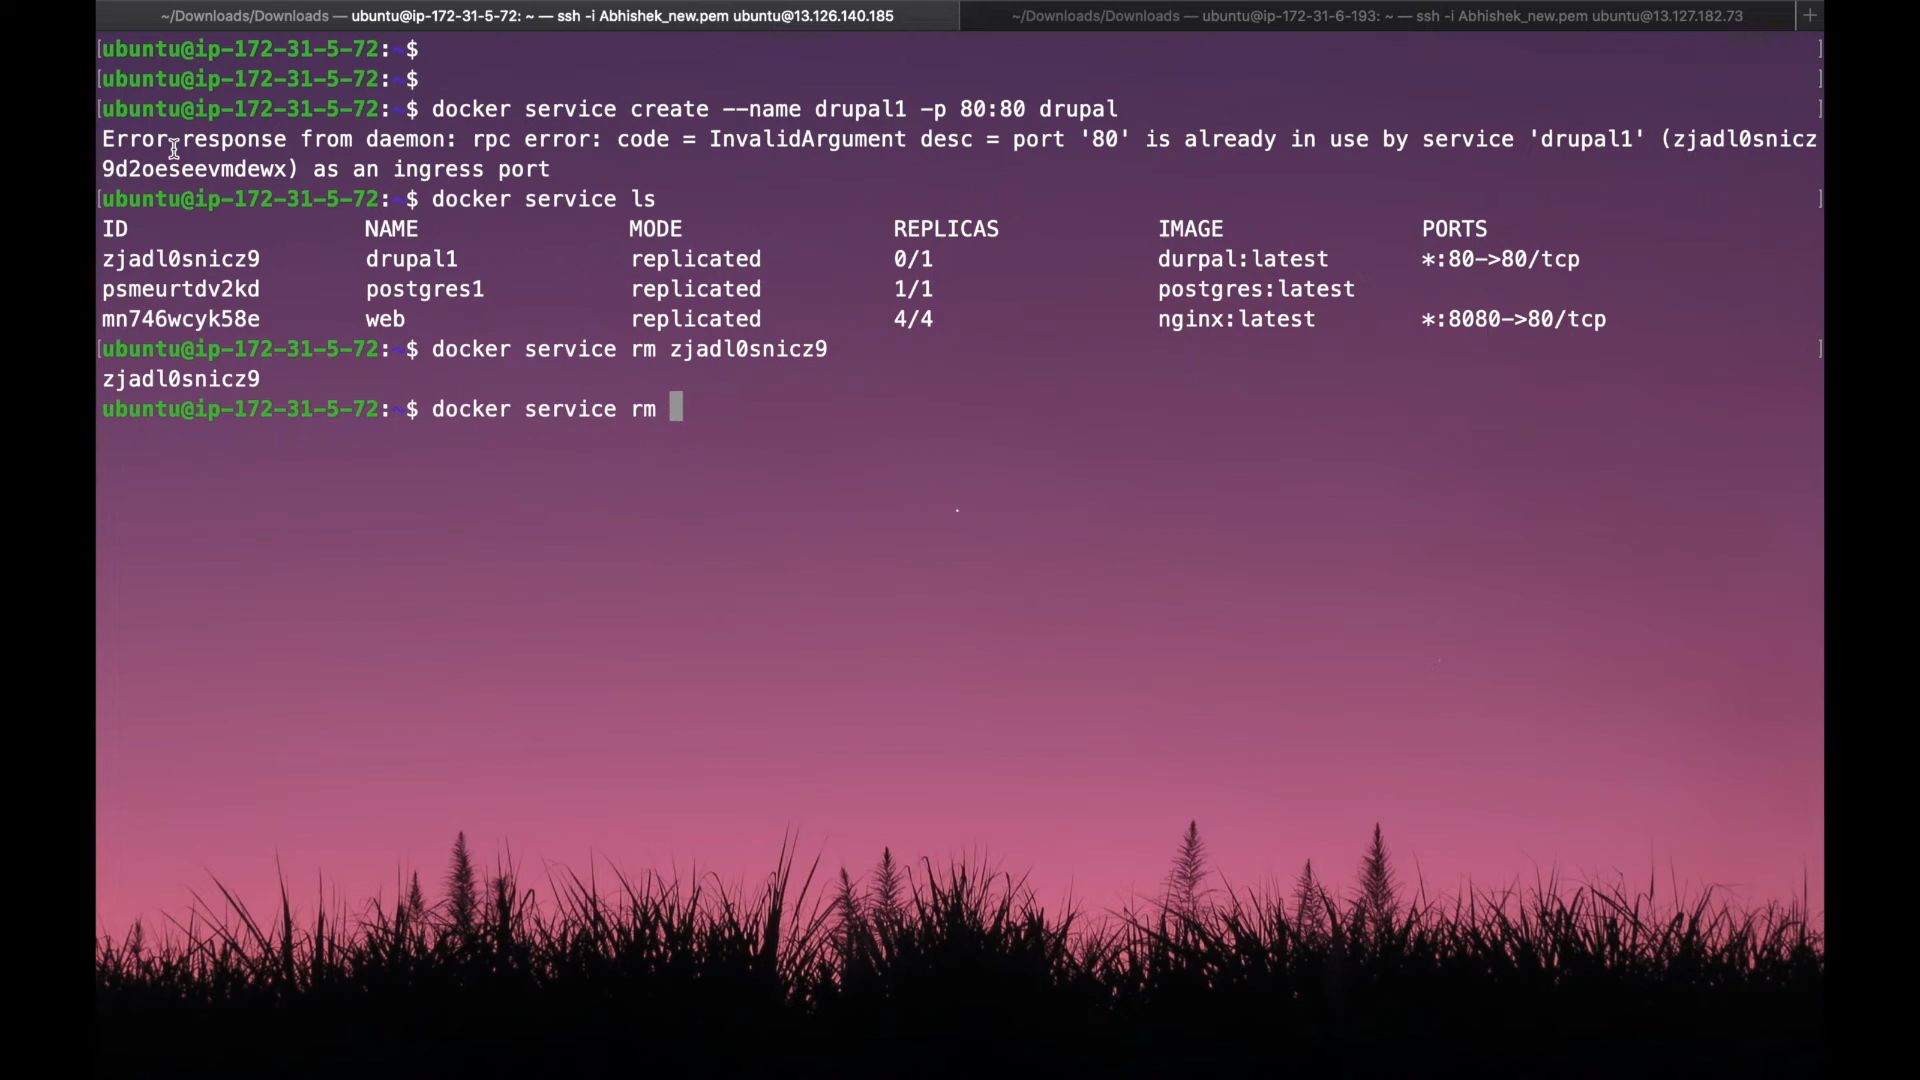 ~/Downloads/Downloads — ubuntu@ip-172-31-5-72: ~ — ssh -i Abhishek_new.pem ubuntu@13.126.140.185
~/Downloads/Downloads — ubuntu@ip-172-31-6-193: ~ — ssh -i Abhishek_new.pem ubuntu@13.127.182.73 +
[ubuntu@ip-172-31-5-72:~$ ]
[ubuntu@ip-172-31-5-72:~$ ]
[ubuntu@ip-172-31-5-72:~$ docker service create --name drupal1 -p 80:80 drupal ]
Error response from daemon: rpc error: code = InvalidArgument desc = port '80' is already in use by service 'drupal1' (zjadl0snicz
9d2oeseevmdewx) as an ingress port
[ubuntu@ip-172-31-5-72:~$ docker service ls ]
ID NAME MODE REPLICAS IMAGE PORTS
zjadl0snicz9 drupal1 replicated 0/1 durpal:latest *:80->80/tcp
psmeurtdv2kd postgres1 replicated 1/1 postgres:latest
mn746wcyk58e web replicated 4/4 nginx:latest *:8080->80/tcp
[ubuntu@ip-172-31-5-72:~$ docker service rm zjadl0snicz9 ]
zjadl0snicz9
ubuntu@ip-172-31-5-72:~$ docker service rm